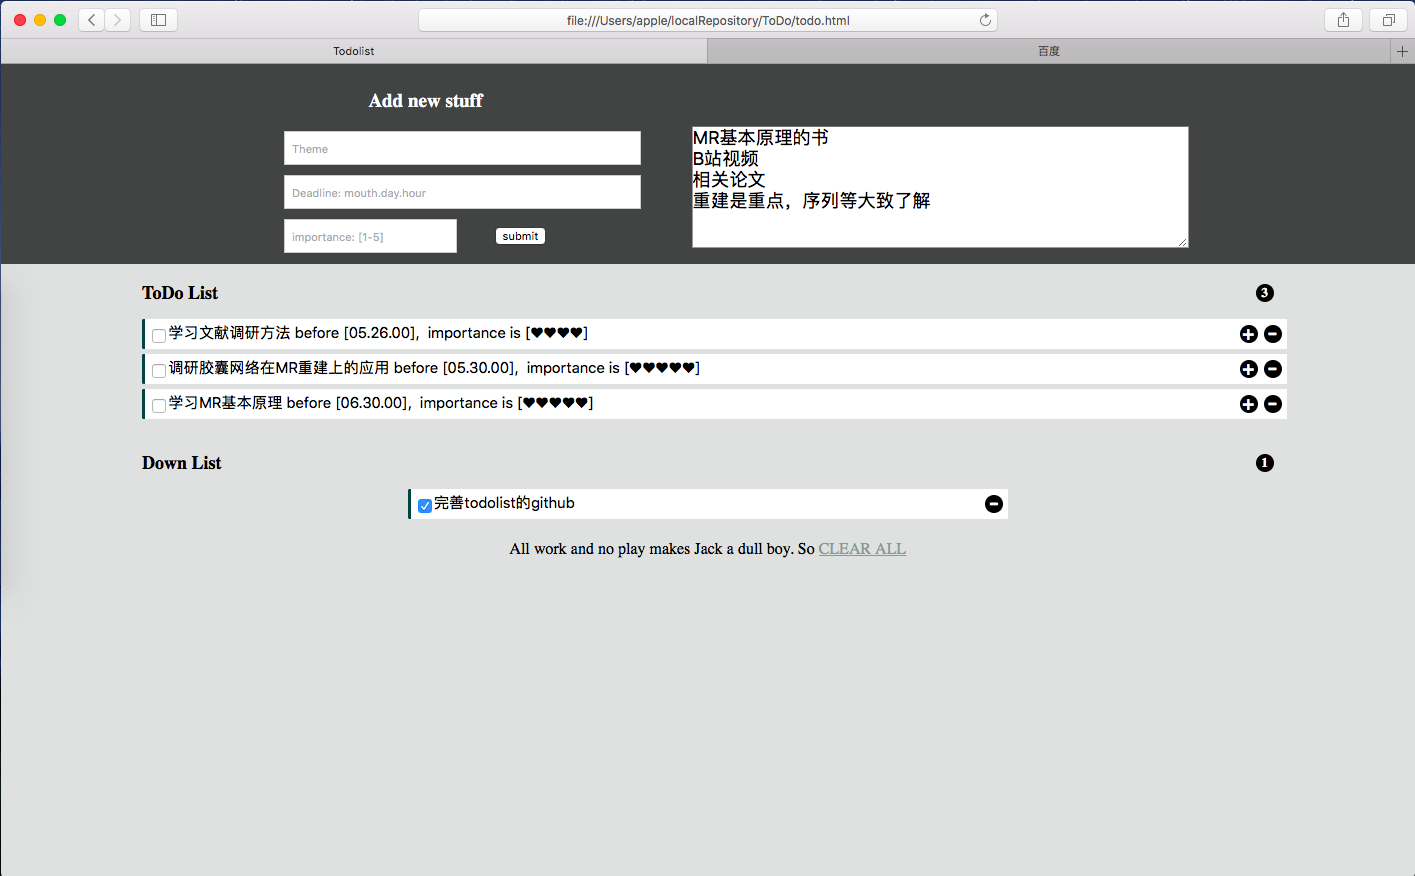 file:///Users/apple/localRepository/ToDo/todo.html
Todolist
百度
Add new stuff
Theme
Deadline: mouth.day.hour
importance: [1-5]
submit
MR基本原理的书
B站视频
相关论文
重建是重点，序列等大致了解
ToDo List
3
学习文献调研方法 before [05.26.00]，importance is [♥♥♥♥]
调研胶囊网络在MR重建上的应用 before [05.30.00]，importance is [♥♥♥♥♥]
学习MR基本原理 before [06.30.00]，importance is [♥♥♥♥♥]
Down List
1
完善todolist的github
All work and no play makes Jack a dull boy. So CLEAR ALL